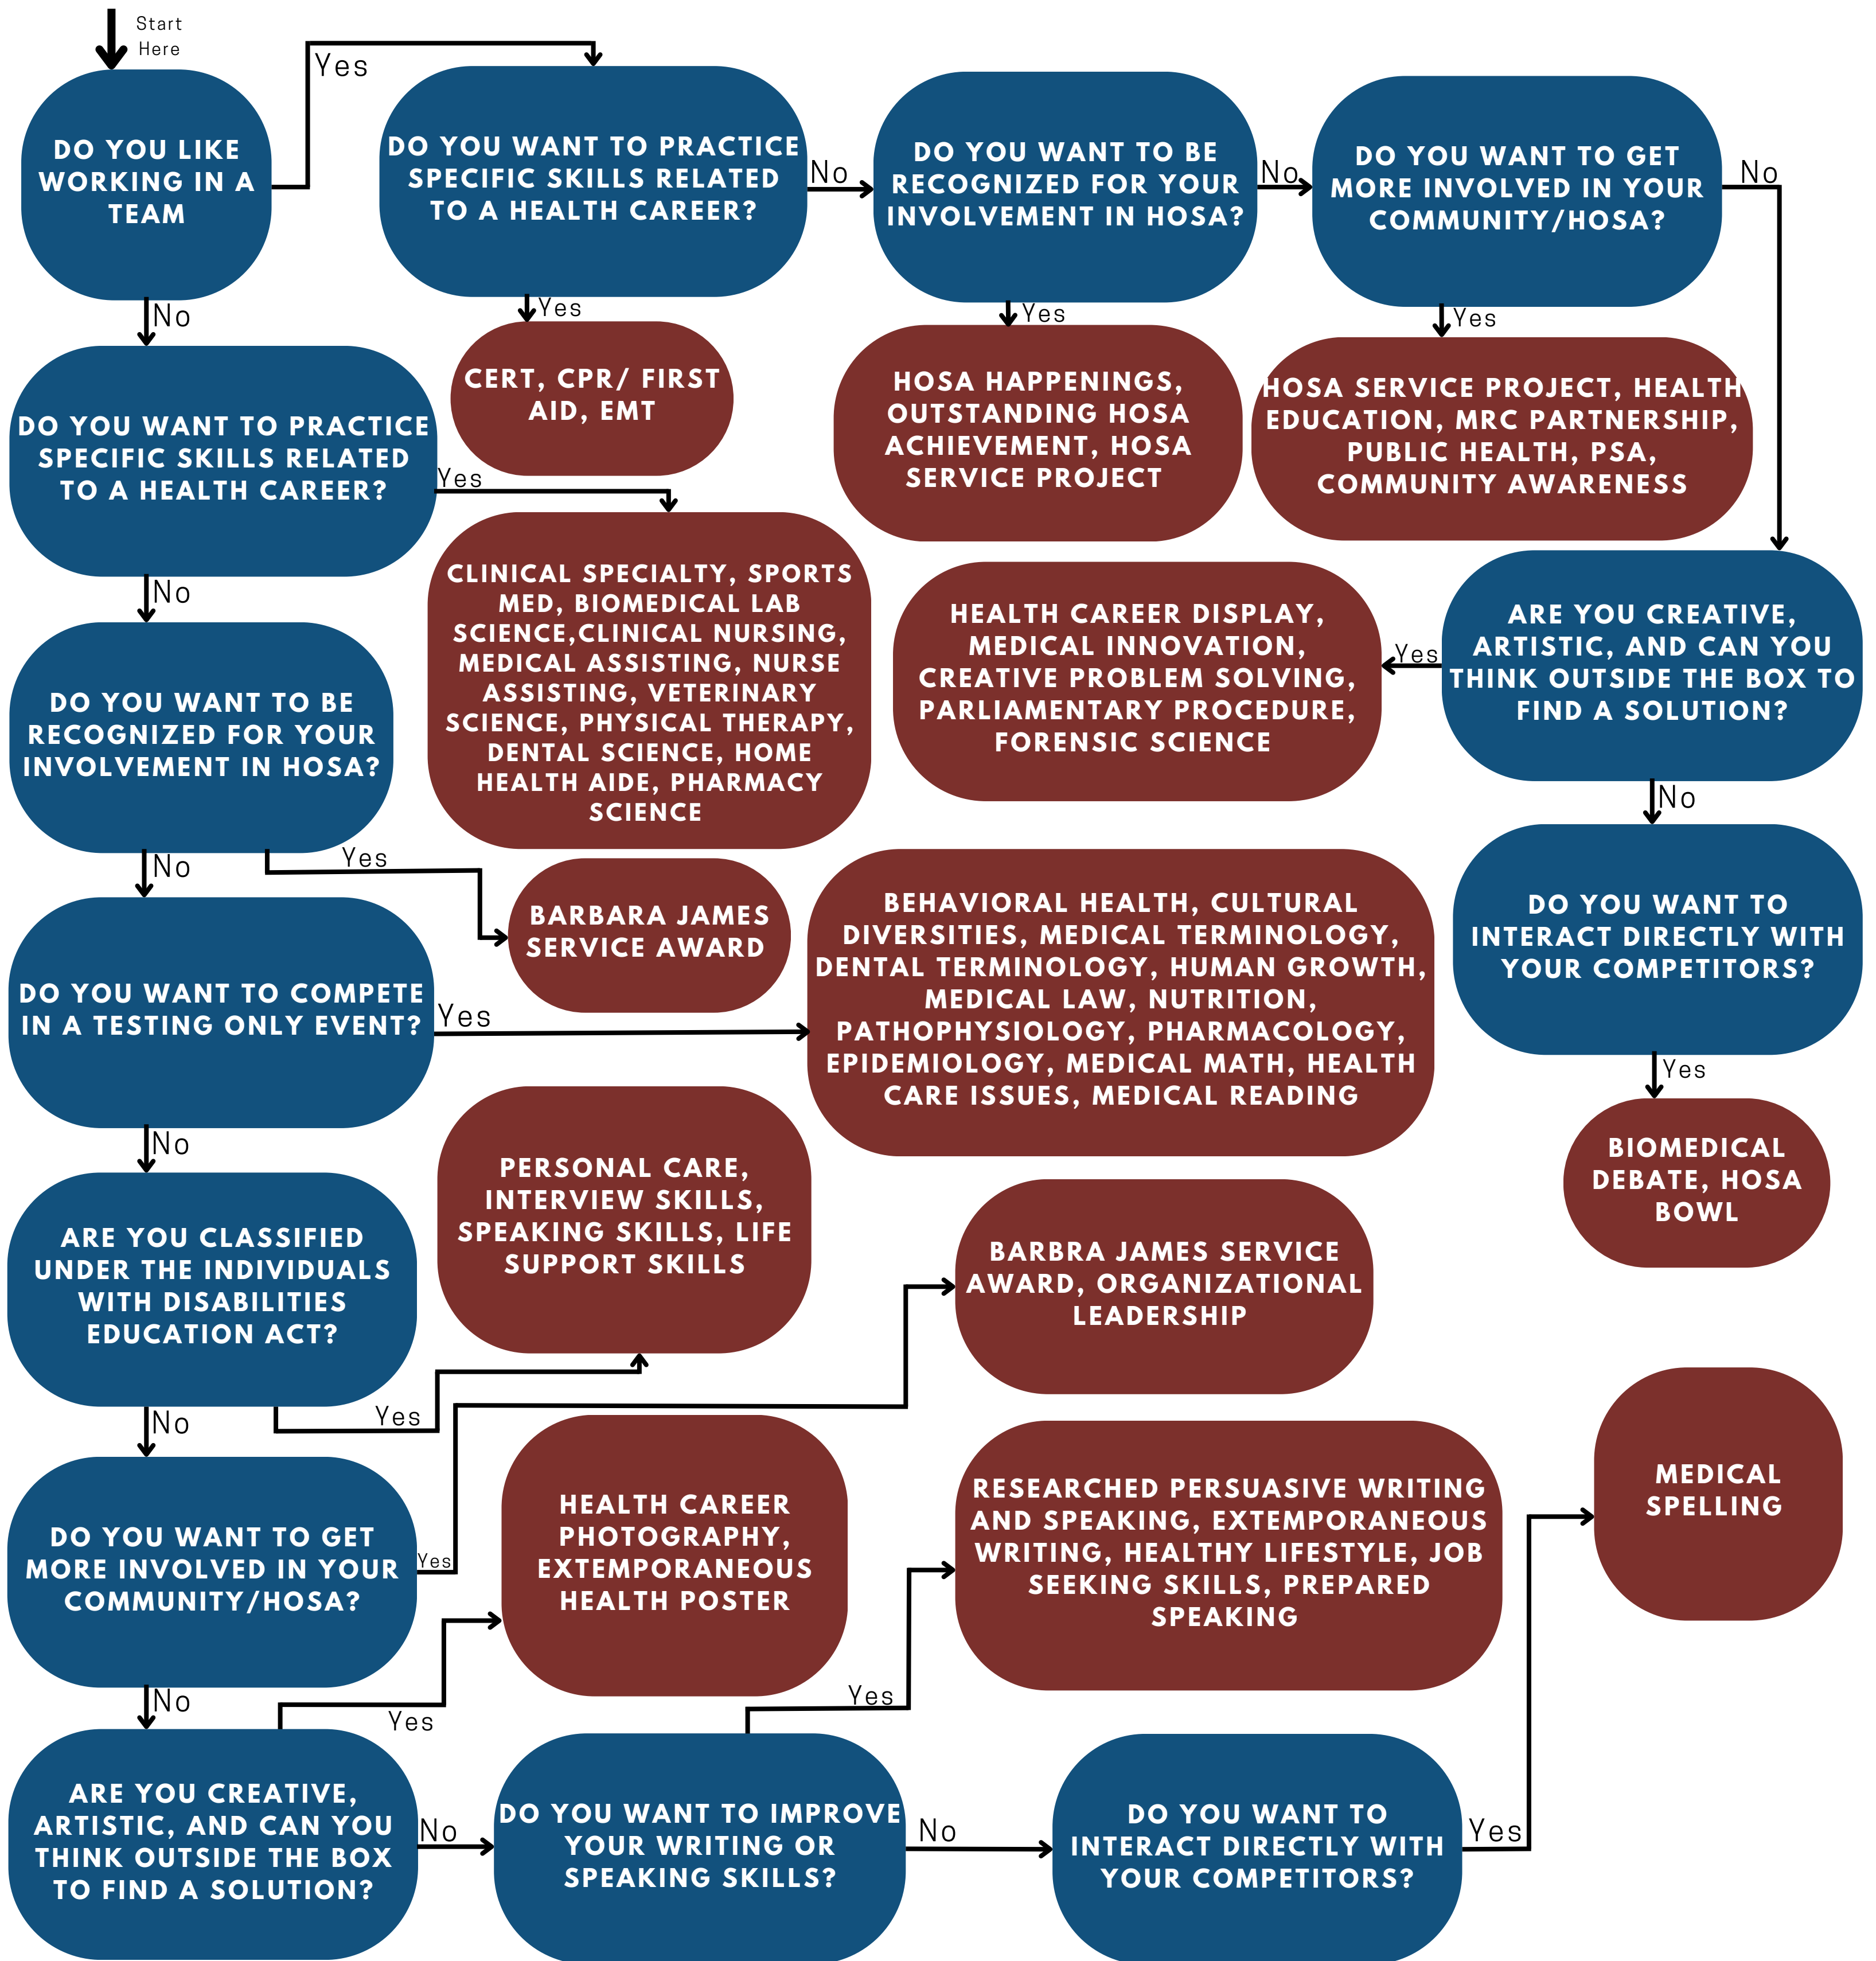 Start
Here
DO YOU LIKE
WORKING IN A
TEAM
Yes
DO YOU WANT TO PRACTICE
SPECIFIC SKILLS RELATED
TO A HEALTH CAREER?
No
DO YOU WANT TO BE
RECOGNIZED FOR YOUR
INVOLVEMENT IN HOSA?
No
DO YOU WANT TO GET
MORE INVOLVED IN YOUR
COMMUNITY/HOSA?
No
No
Yes
CERT, CPR/ FIRST
AID, EMT
Yes
HOSA HAPPENINGS,
OUTSTANDING HOSA
ACHIEVEMENT, HOSA
SERVICE PROJECT
Yes
HOSA SERVICE PROJECT, HEALTH
EDUCATION, MRC PARTNERSHIP,
PUBLIC HEALTH, PSA,
COMMUNITY AWARENESS
DO YOU WANT TO PRACTICE
SPECIFIC SKILLS RELATED
TO A HEALTH CAREER?
Yes
CLINICAL SPECIALTY, SPORTS
MED, BIOMEDICAL LAB
SCIENCE,CLINICAL NURSING,
MEDICAL ASSISTING, NURSE
ASSISTING, VETERINARY
SCIENCE, PHYSICAL THERAPY,
DENTAL SCIENCE, HOME
HEALTH AIDE, PHARMACY
SCIENCE
HEALTH CAREER DISPLAY,
MEDICAL INNOVATION,
CREATIVE PROBLEM SOLVING,
PARLIAMENTARY PROCEDURE,
FORENSIC SCIENCE
Yes
ARE YOU CREATIVE,
ARTISTIC, AND CAN YOU
THINK OUTSIDE THE BOX TO
FIND A SOLUTION?
No
No
DO YOU WANT TO BE
RECOGNIZED FOR YOUR
INVOLVEMENT IN HOSA?
No
Yes
BARBARA JAMES
SERVICE AWARD
DO YOU WANT TO
INTERACT DIRECTLY WITH
YOUR COMPETITORS?
Yes
BIOMEDICAL
DEBATE, HOSA
BOWL
DO YOU WANT TO COMPETE
IN A TESTING ONLY EVENT?
Yes
BEHAVIORAL HEALTH, CULTURAL
DIVERSITIES, MEDICAL TERMINOLOGY,
DENTAL TERMINOLOGY, HUMAN GROWTH,
MEDICAL LAW, NUTRITION,
PATHOPHYSIOLOGY, PHARMACOLOGY,
EPIDEMIOLOGY, MEDICAL MATH, HEALTH
CARE ISSUES, MEDICAL READING
No
ARE YOU CLASSIFIED
UNDER THE INDIVIDUALS
WITH DISABILITIES
EDUCATION ACT?
Yes
PERSONAL CARE,
INTERVIEW SKILLS,
SPEAKING SKILLS, LIFE
SUPPORT SKILLS
No
DO YOU WANT TO GET
MORE INVOLVED IN YOUR
COMMUNITY/HOSA?
Yes
BARBRA JAMES SERVICE
AWARD, ORGANIZATIONAL
LEADERSHIP
No
ARE YOU CREATIVE,
ARTISTIC, AND CAN YOU
THINK OUTSIDE THE BOX
TO FIND A SOLUTION?
Yes
HEALTH CAREER
PHOTOGRAPHY,
EXTEMPORANEOUS
HEALTH POSTER
No
DO YOU WANT TO IMPROVE
YOUR WRITING OR
SPEAKING SKILLS?
Yes
RESEARCHED PERSUASIVE WRITING
AND SPEAKING, EXTEMPORANEOUS
WRITING, HEALTHY LIFESTYLE, JOB
SEEKING SKILLS, PREPARED
SPEAKING
No
DO YOU WANT TO
INTERACT DIRECTLY WITH
YOUR COMPETITORS?
Yes
MEDICAL
SPELLING